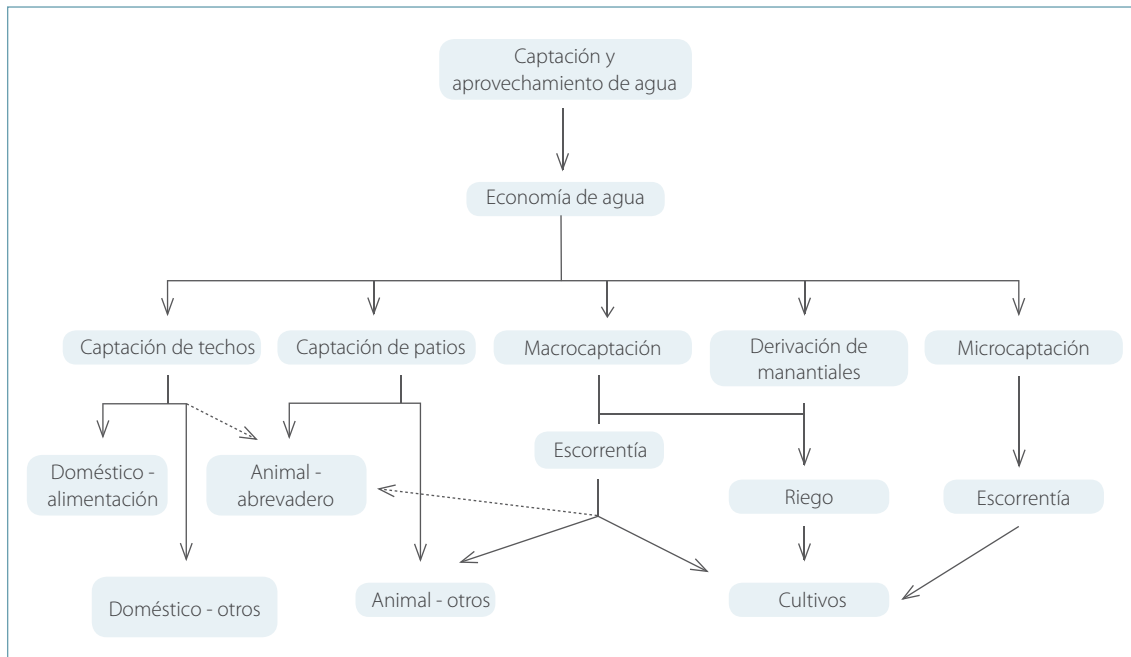 Captación y
aprovechamiento de agua
Economía de agua
Captación de techos
Captación de patios
Macrocaptación
Derivación de
manantiales
Microcaptación
Escorrentía
Doméstico -
alimentación
Animal -
abrevadero
Riego
Escorrentía
Doméstico - otros
Animal - otros
Cultivos